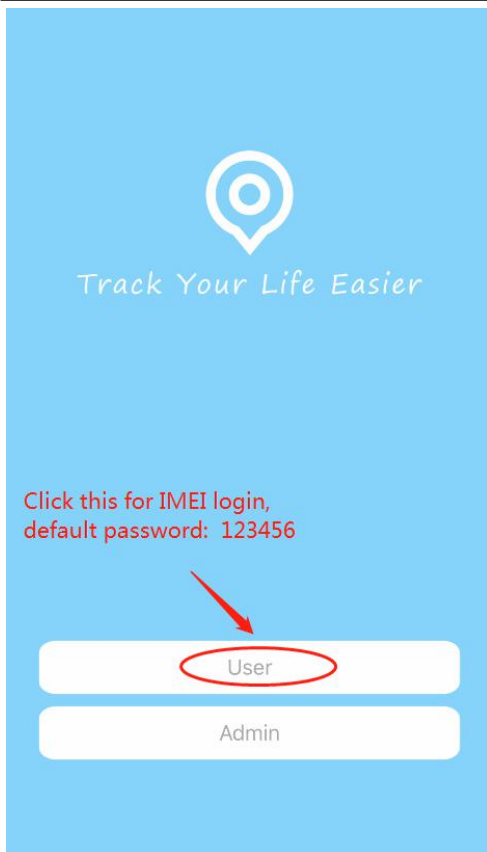 Track Your Life Easier
Click this for IMEI login,
default password: 123456
User
Admin